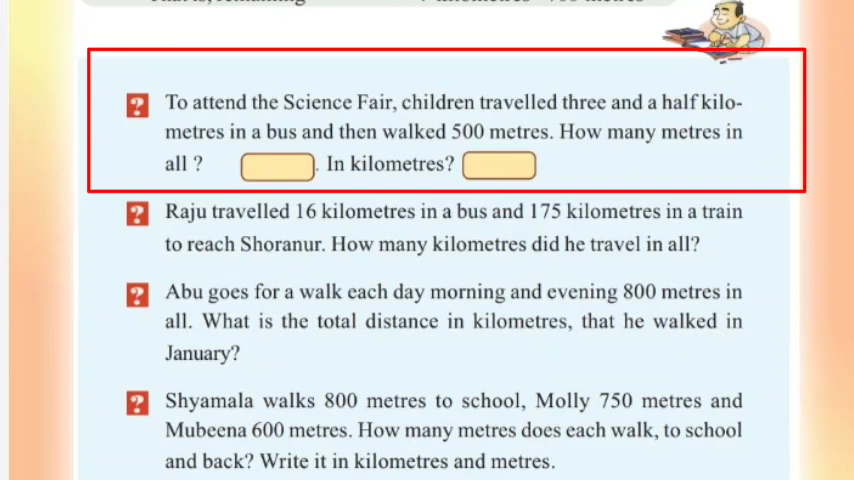 To attend the Science Fair, children travelled three and a half kilo-
metres in a bus and then walked 500 metres. How many metres in
all ? . In kilometres?
? Raju travelled 16 kilometres in a bus and 175 kilometres in a train
to reach Shoranur. How many kilometres did he travel in all?
? Abu goes for a walk each day morning and evening 800 metres in
all. What is the total distance in kilometres, that he walked in
January?
? Shyamala walks 800 metres to school, Molly 750 metres and
Mubeena 600 metres. How many metres does each walk, to school
and back? Write it in kilometres and metres.